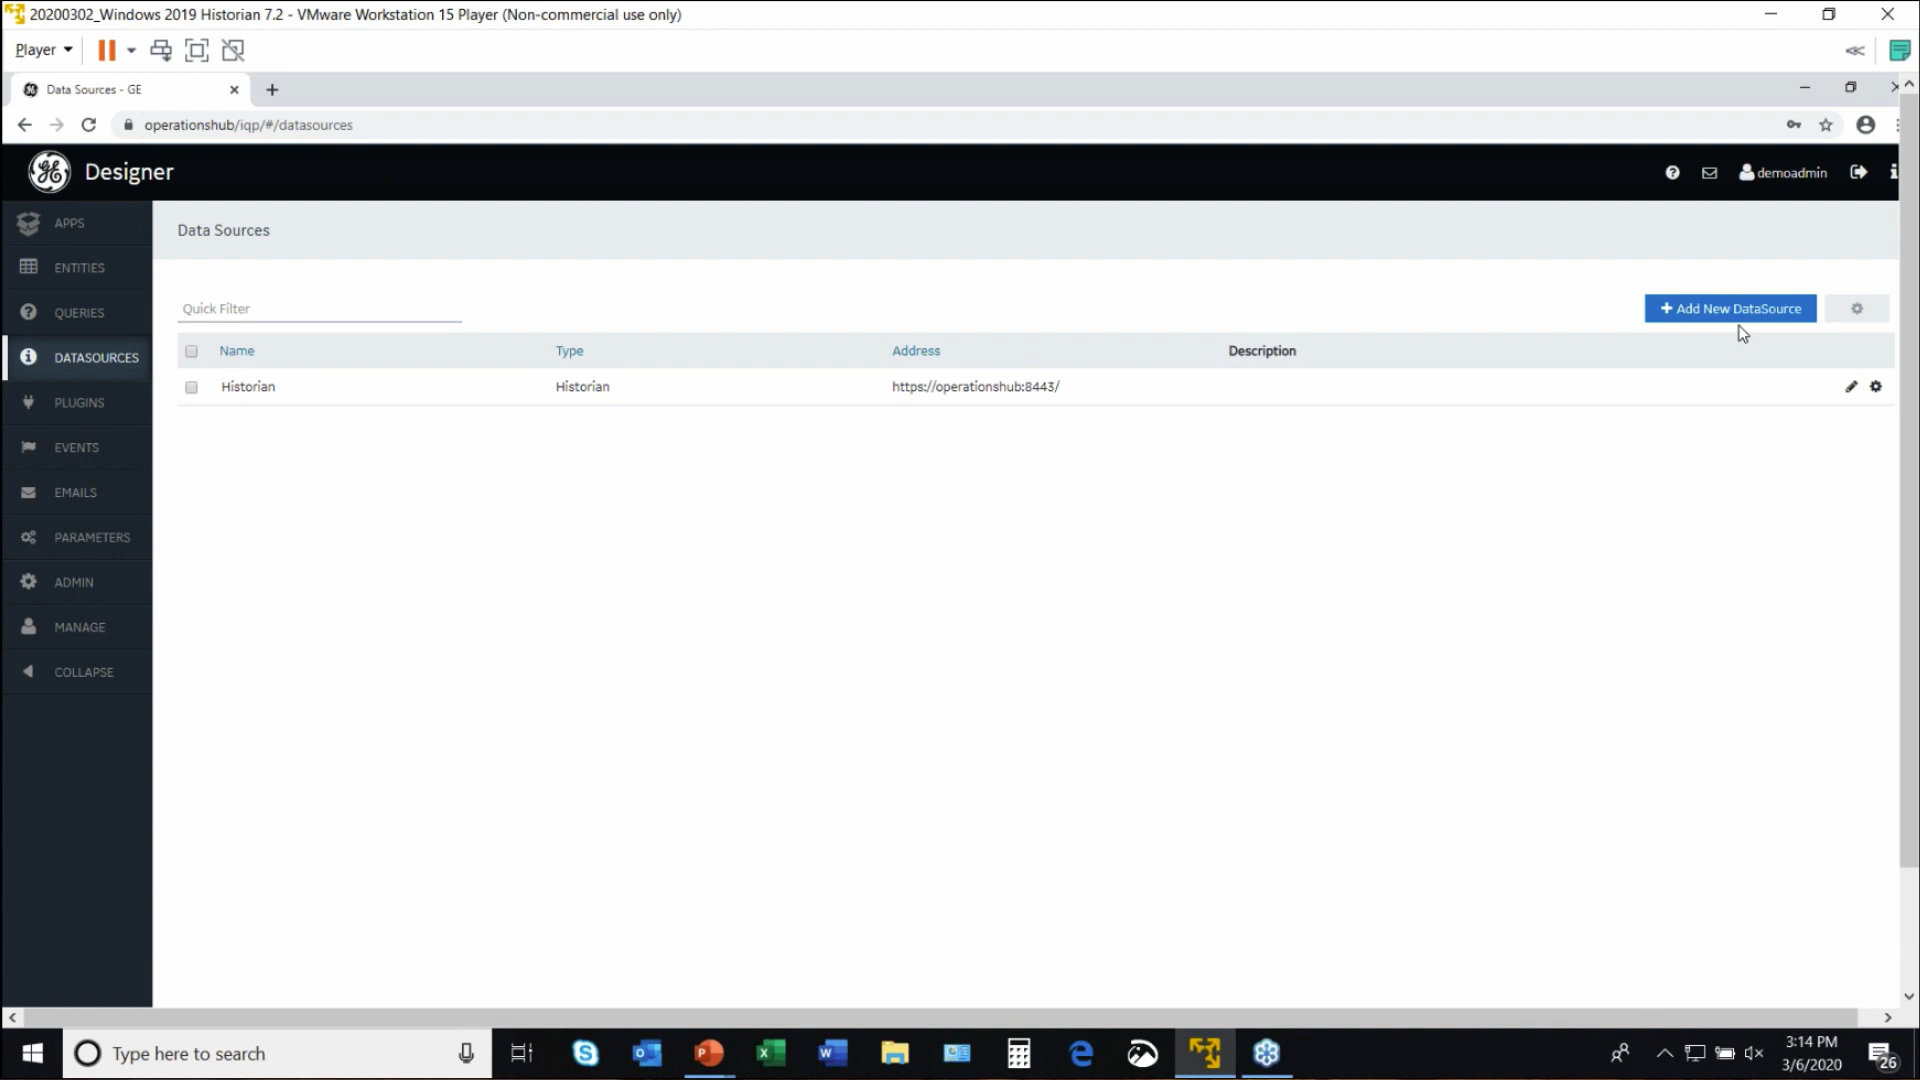 20200302_Windows 2019 Historian 7.2 - VMware Workstation 15 Player (Non-commercial use only)
Player
Data Sources - GE
operationshub/iqp/#/datasources
Designer
demoadmin
APPS
ENTITIES
QUERIES
DATASOURCES
PLUGINS
EVENTS
EMAILS
PARAMETERS
ADMIN
MANAGE
COLLAPSE
Data Sources
Quick Filter
+ Add New DataSource
Name Type Address Description
Historian Historian https://operationshub:8443/
Type here to search
3:14 PM
3/6/2020
26